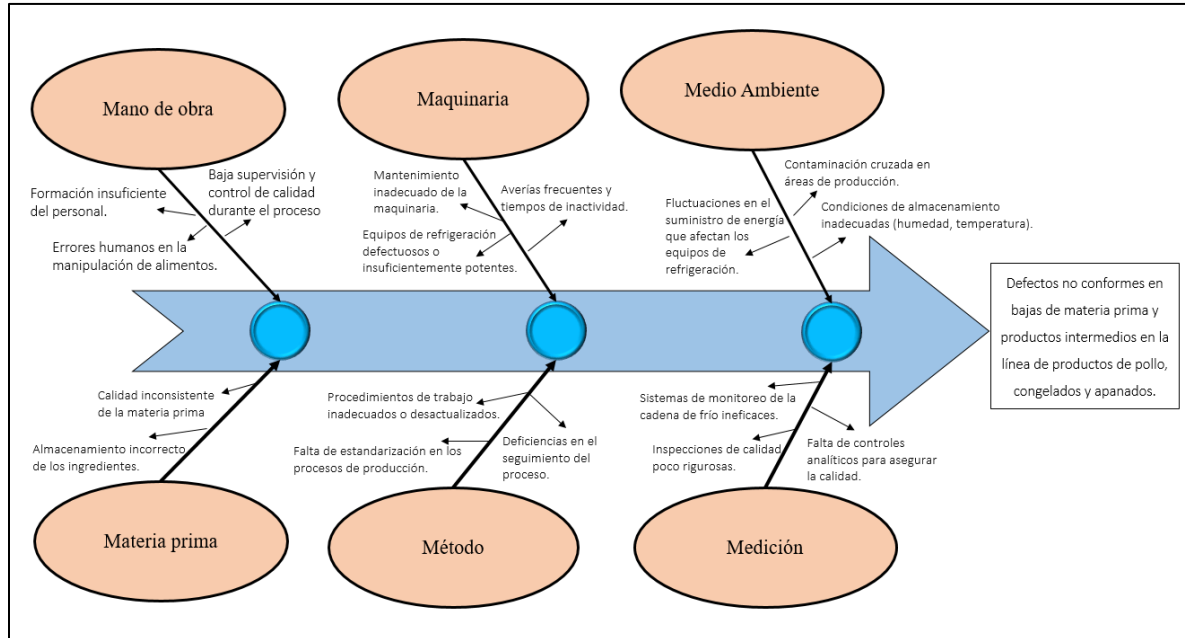 Mano de obra
Maquinaria
Medio Ambiente
Formación insuficiente
del personal.
Baja supervisión y
control de calidad
durante el proceso
Errores humanos en la
manipulación de alimentos.
Mantenimiento
inadecuado de la
maquinaria.
Averías frecuentes y
tiempos de inactividad.
Equipos de refrigeración
defectuosos o
insuficientemente potentes.
Contaminación cruzada en
áreas de producción.
Fluctuaciones en el
suministro de energía
que afectan los
equipos de
refrigeración.
Condiciones de almacenamiento
inadecuadas (humedad, temperatura).
Defectos no conformes en
bajas de materia prima y
productos intermedios en la
línea de productos de pollo,
congelados y apanados.
Calidad inconsistente
de la materia prima
Almacenamiento incorrecto
de los ingredientes.
Procedimientos de trabajo
inadecuados o desactualizados.
Falta de estandarización en los
procesos de producción.
Deficiencias en el
seguimiento del
proceso.
Sistemas de monitoreo de la
cadena de frío ineficaces.
Inspecciones de calidad
poco rigurosas.
Falta de controles
analíticos para asegurar
la calidad.
Materia prima
Método
Medición